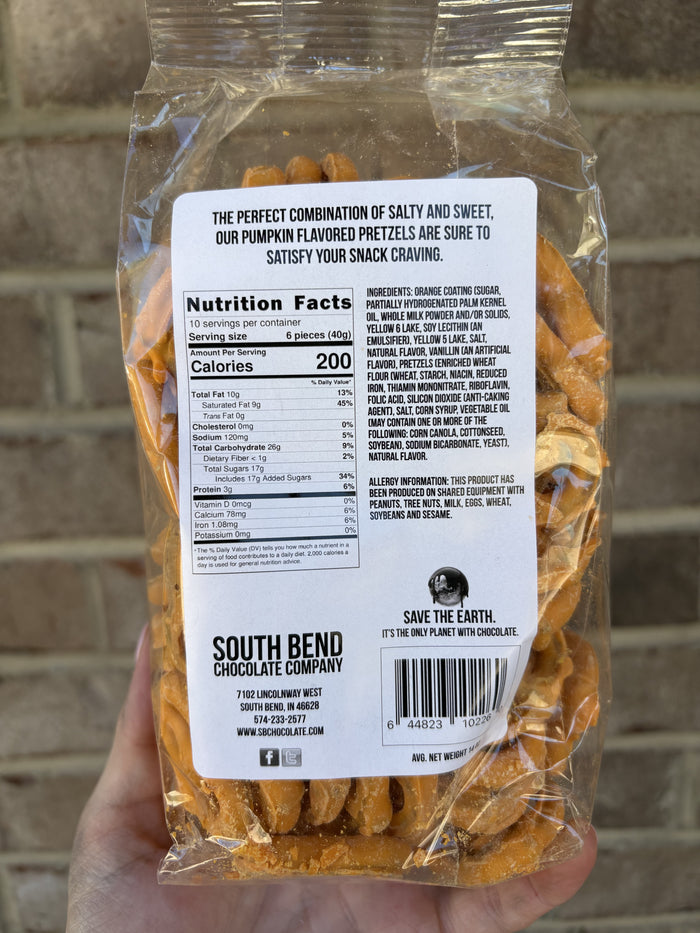 THE PERFECT COMBINATION OF SALTY AND SWEET,
OUR PUMPKIN FLAVORED PRETZELS ARE SURE TO
SATISFY YOUR SNACK CRAVING.
Nutrition Facts
10 servings per container
Serving size 6 pieces (40g)
Amount Per Serving
Calories 200
% Daily Value*
Total Fat 10g 13%
Saturated Fat 9g 45%
Trans Fat 0g
Cholesterol 0mg 0%
Sodium 120mg 5%
Total Carbohydrate 26g 9%
Dietary Fiber < 1g 2%
Total Sugars 17g
Includes 17g Added Sugars 34%
Protein 3g 6%
Vitamin D 0mcg 0%
Calcium 78mg 6%
Iron 1.08mg 6%
Potassium 0mg 0%
*The % Daily Value (DV) tells you how much a nutrient in a
serving of food contributes to a daily diet. 2,000 calories a
day is used for general nutrition advice.
INGREDIENTS: ORANGE COATING (SUGAR,
PARTIALLY HYDROGENATED PALM KERNEL
OIL, WHOLE MILK POWDER AND/OR SOLIDS,
YELLOW 6 LAKE, SOY LECITHIN (AN
EMULSIFIER), YELLOW 5 LAKE, SALT,
NATURAL FLAVOR, VANILLIN (AN ARTIFICIAL
FLAVOR), PRETZELS (ENRICHED WHEAT
FLOUR (WHEAT, STARCH, NIACIN, REDUCED
IRON, THIAMIN MONONITRATE, RIBOFLAVIN,
FOLIC ACID, SILICON DIOXIDE (ANTI-CAKING
AGENT), SALT, CORN SYRUP, VEGETABLE OIL
(MAY CONTAIN ONE OR MORE OF THE
FOLLOWING: CORN CANOLA, COTTONSEED,
SOYBEAN), SODIUM BICARBONATE, YEAST),
NATURAL FLAVOR.
ALLERGY INFORMATION: THIS PRODUCT HAS
BEEN PRODUCED ON SHARED EQUIPMENT WITH
PEANUTS, TREE NUTS, MILK, EGGS, WHEAT,
SOYBEANS AND SESAME.
SAVE THE EARTH.
IT'S THE ONLY PLANET WITH CHOCOLATE.
SOUTH BEND
CHOCOLATE COMPANY
7102 LINCOLNWAY WEST
SOUTH BEND, IN 46628
574-233-2577
WWW.SBCHOCOLATE.COM
f t
6 44823 10226
AVG. NET WEIGHT 14